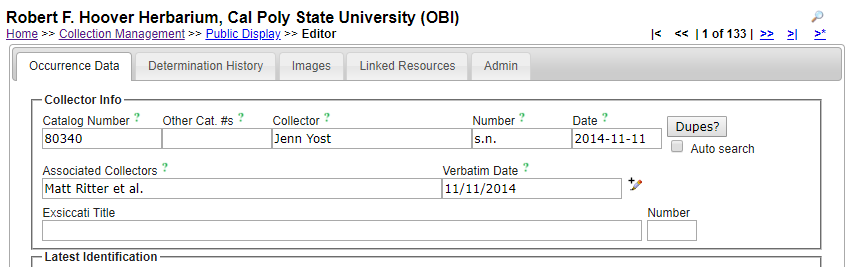 Robert F. Hoover Herbarium, Cal Poly State University (OBI)
Home >> Collection Management >> Public Display >> Editor |< << | 1 of 133 | >> >| >*
Occurrence Data Determination History Images Linked Resources Admin
Collector Info
Catalog Number ? Other Cat. #s ? Collector ? Number ? Date ?
80340 Jenn Yost s.n. 2014-11-11 Dupes?
Auto search
Associated Collectors ? Verbatim Date ?
Matt Ritter et al. 11/11/2014
Exsiccati Title Number
Latest Identification